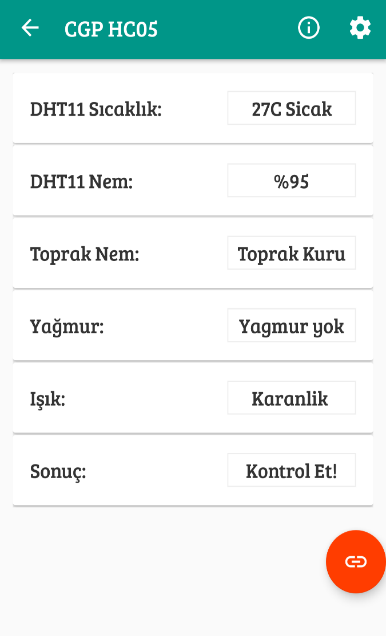 CGP HC05
DHT11 Sıcaklık: 27C Sicak
DHT11 Nem: %95
Toprak Nem: Toprak Kuru
Yağmur: Yagmur yok
Işık: Karanlik
Sonuç: Kontrol Et!